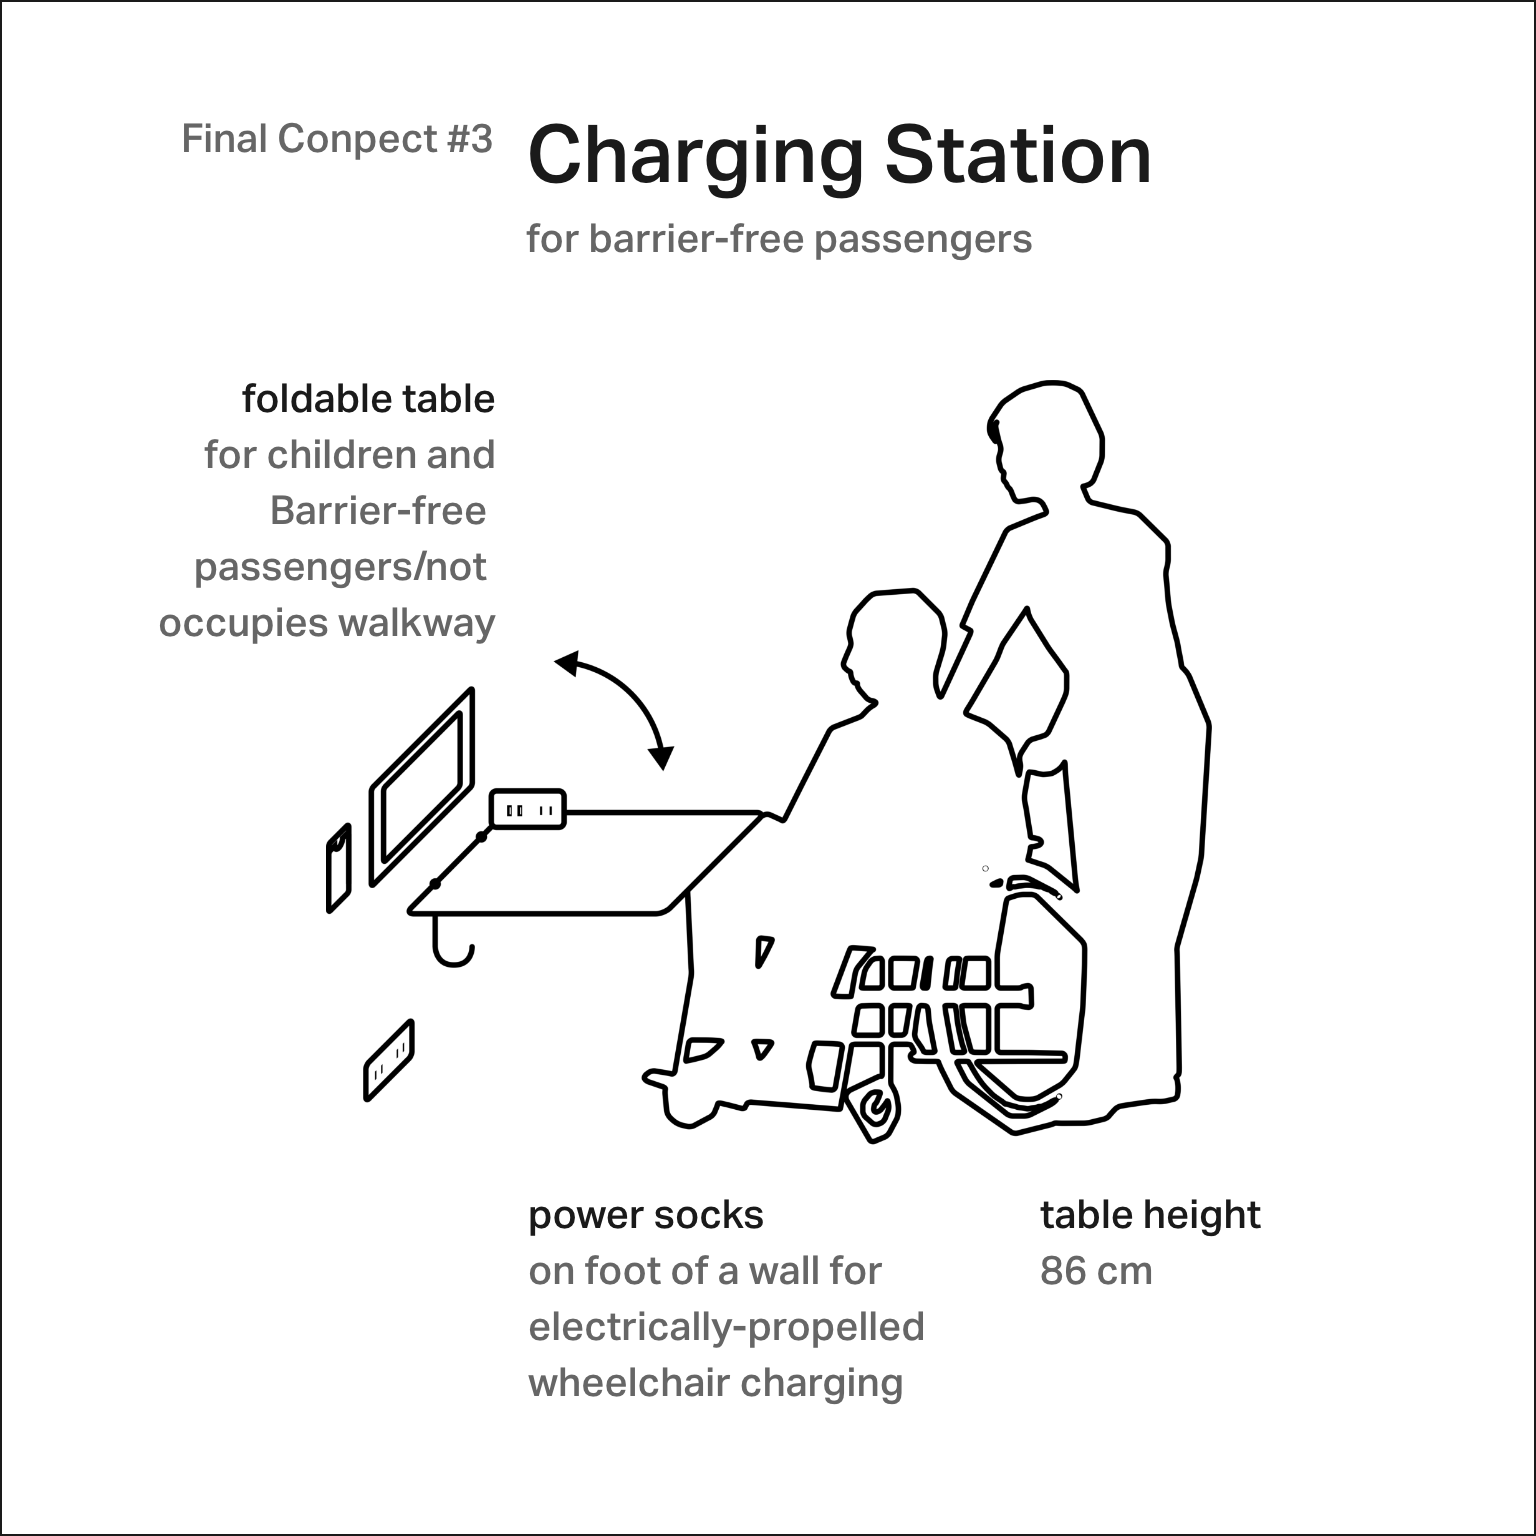 Final Conpect #3
Charging Station
for barrier-free passengers
foldable table
for children and
Barrier-free
passengers/not
occupies walkway
power socks
on foot of a wall for
electrically-propelled
wheelchair charging
table height
86 cm